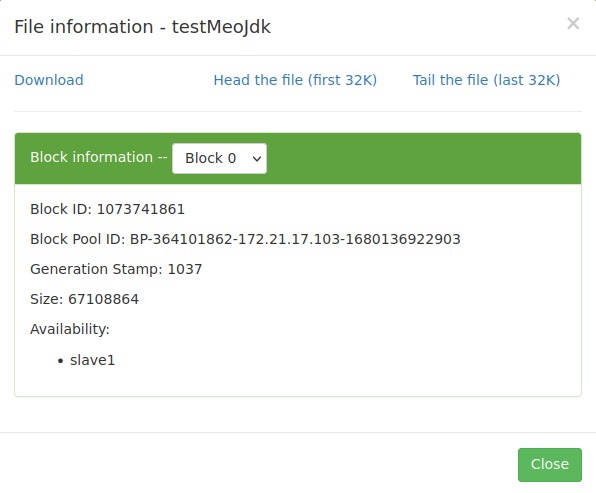 File information - testMeoJdk
×
Download Head the file (first 32K) Tail the file (last 32K)
Block information -- Block 0
Block ID: 1073741861
Block Pool ID: BP-364101862-172.21.17.103-1680136922903
Generation Stamp: 1037
Size: 67108864
Availability:
• slave1
Close